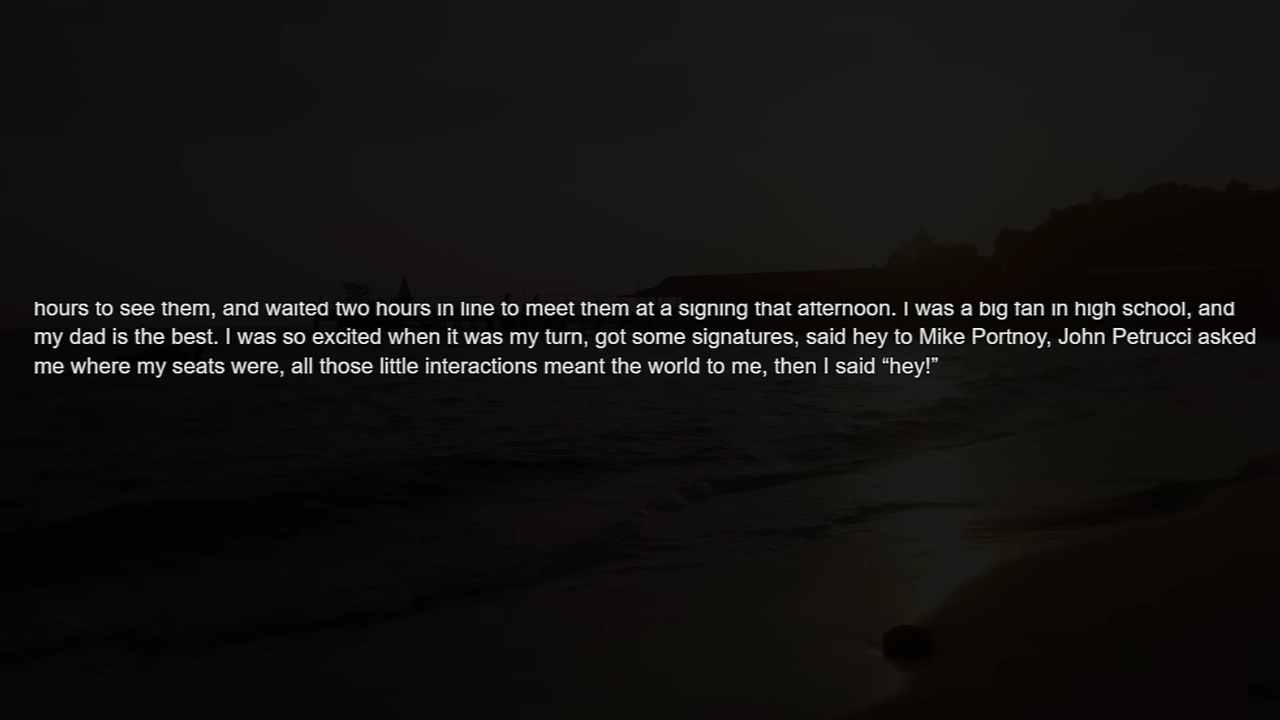 hours to see them, and waited two hours in line to meet them at a signing that afternoon. I was a big fan in high school, and
my dad is the best. I was so excited when it was my turn, got some signatures, said hey to Mike Portnoy, John Petrucci asked
me where my seats were, all those little interactions meant the world to me, then I said “hey!”